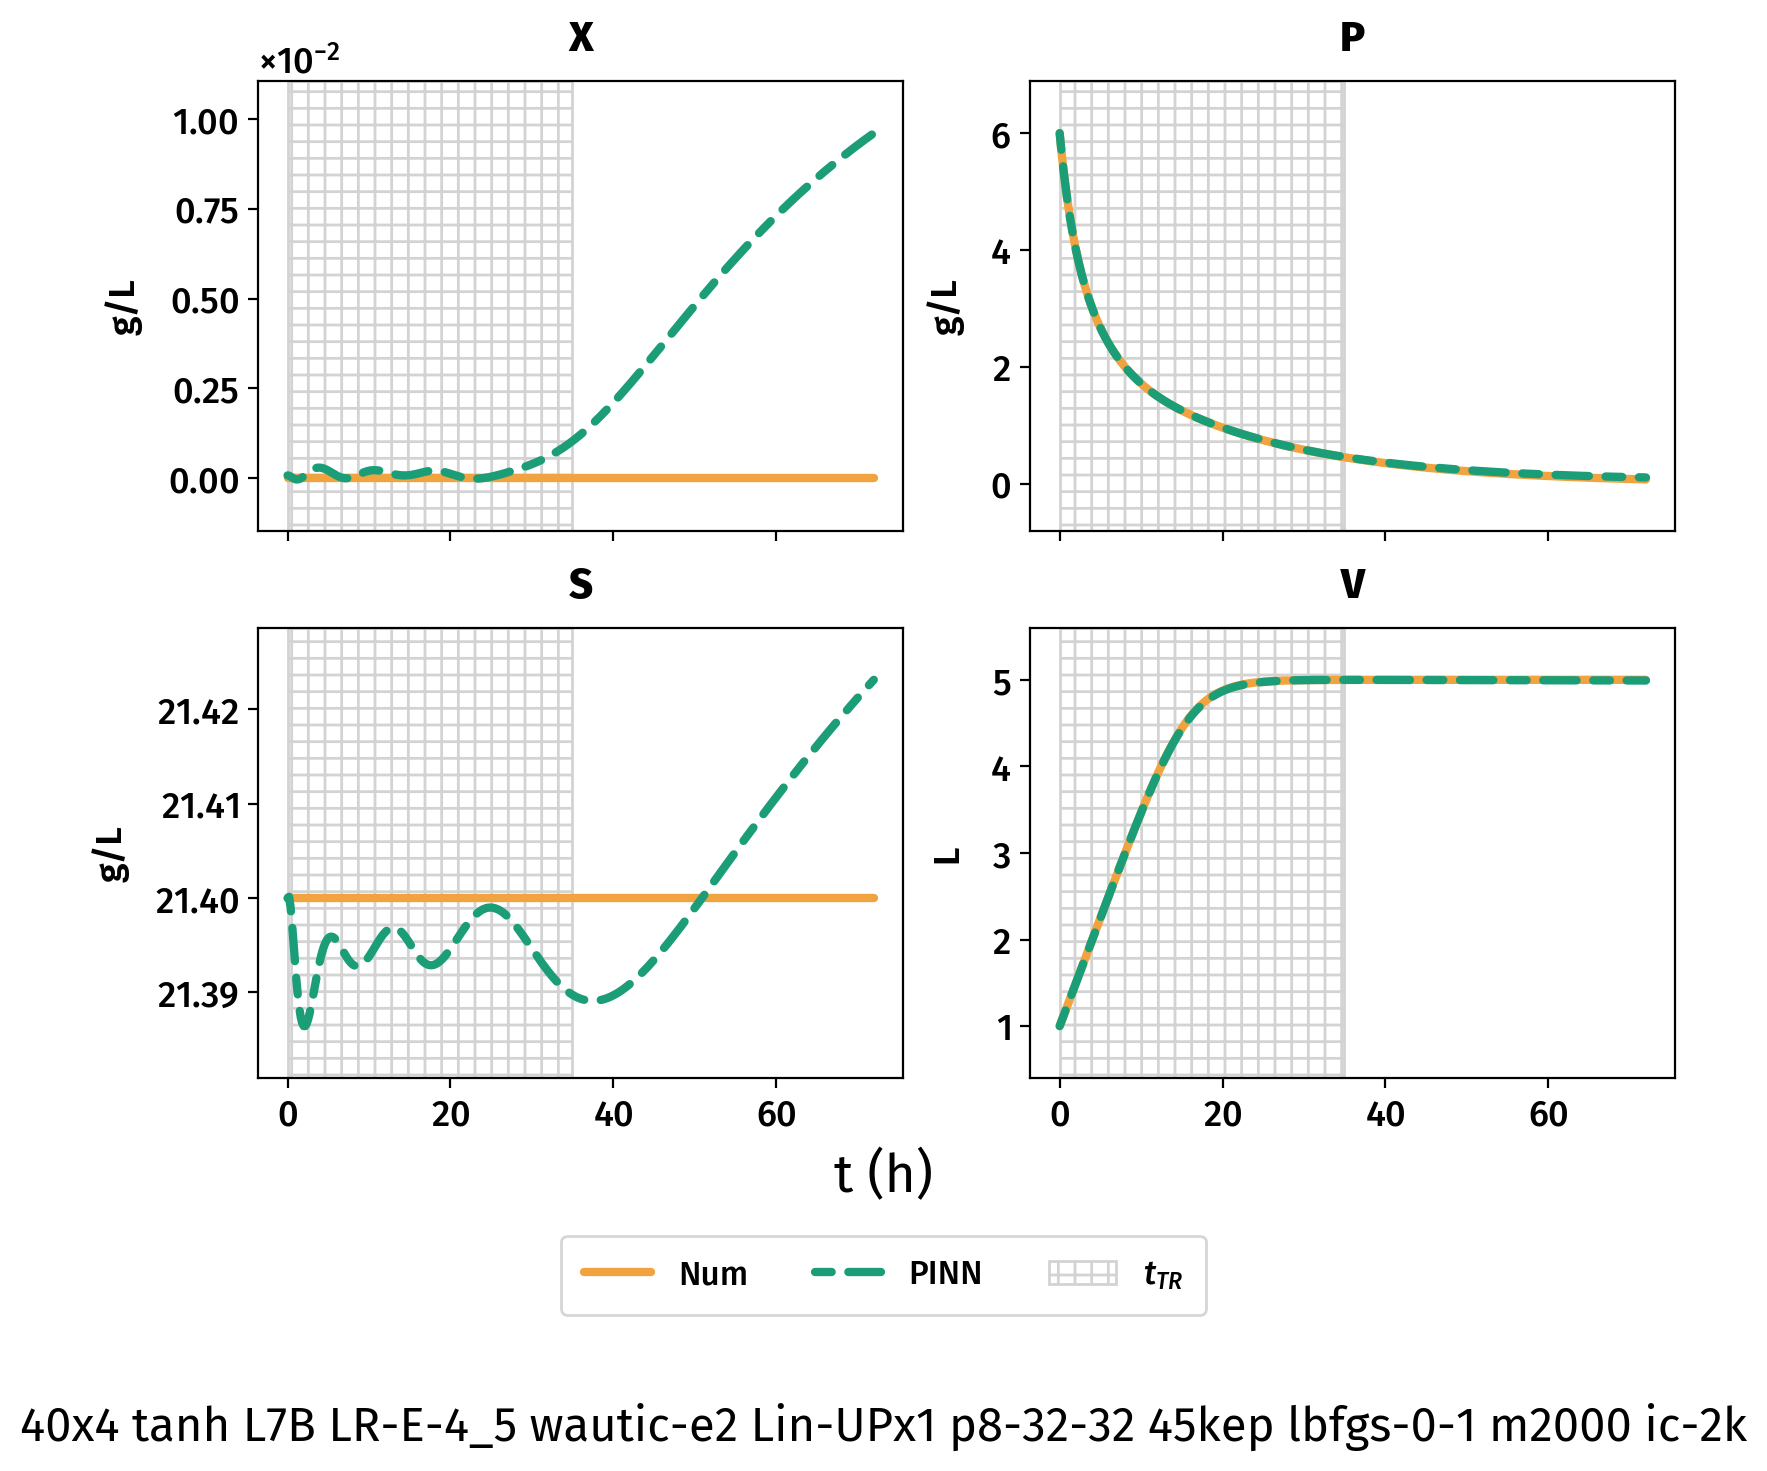 X
×10⁻²
1.00
0.75
0.50
0.25
0.00
g/L
P
6
4
2
0
g/L
S
21.42
21.41
21.40
21.39
g/L
0 20 40 60
V
5
4
3
2
1
L
0 20 40 60
t (h)
Num PINN t_TR
40x4 tanh L7B LR-E-4_5 wautic-e2 Lin-UPx1 p8-32-32 45kep lbfgs-0-1 m2000 ic-2k